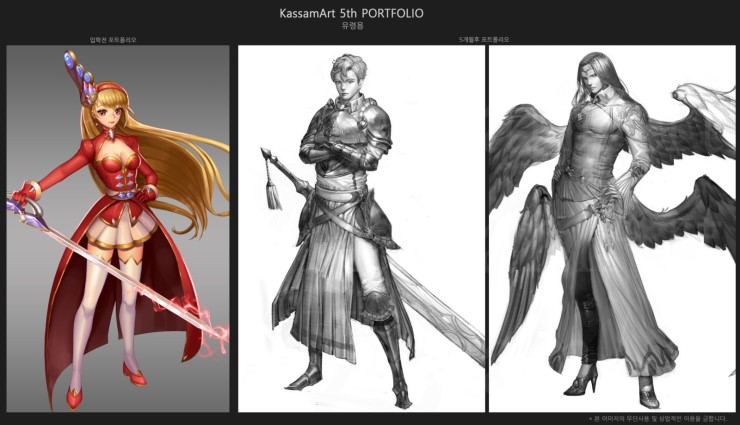 KassamArt 5th PORTFOLIO
유령용
입학전 포트폴리오
5개월후 포트폴리오
* 본 이미지의 무단사용 및 상업적인 이용을 금합니다.